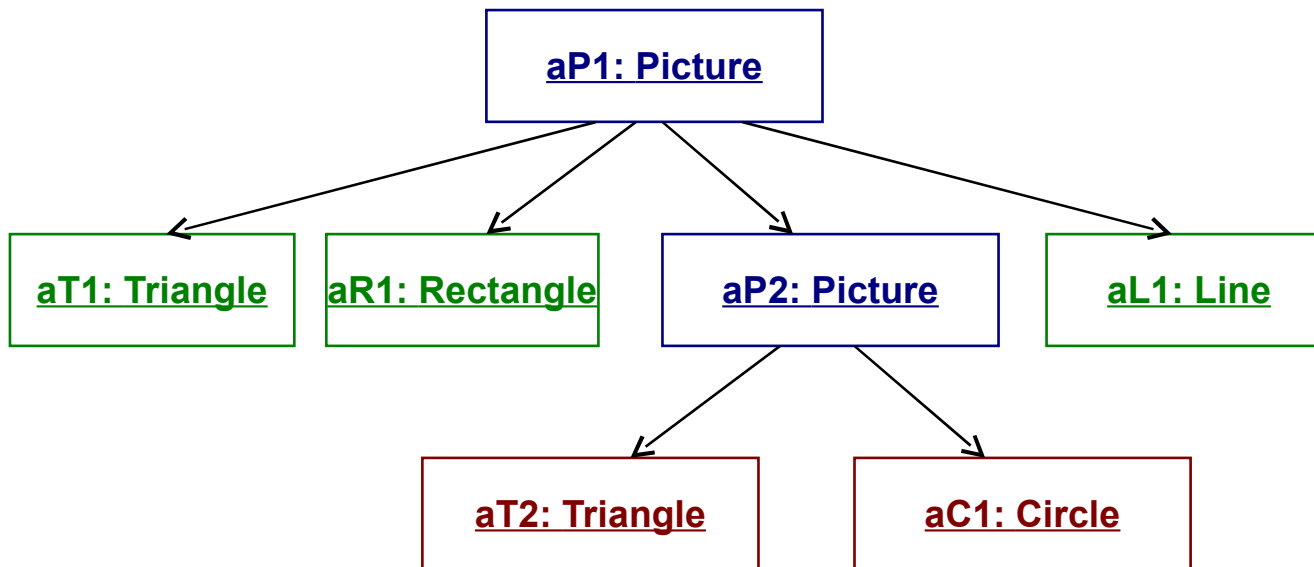 aP1: Picture
aT1: Triangle
aR1: Rectangle
aP2: Picture
aL1: Line
aT2: Triangle
aC1: Circle